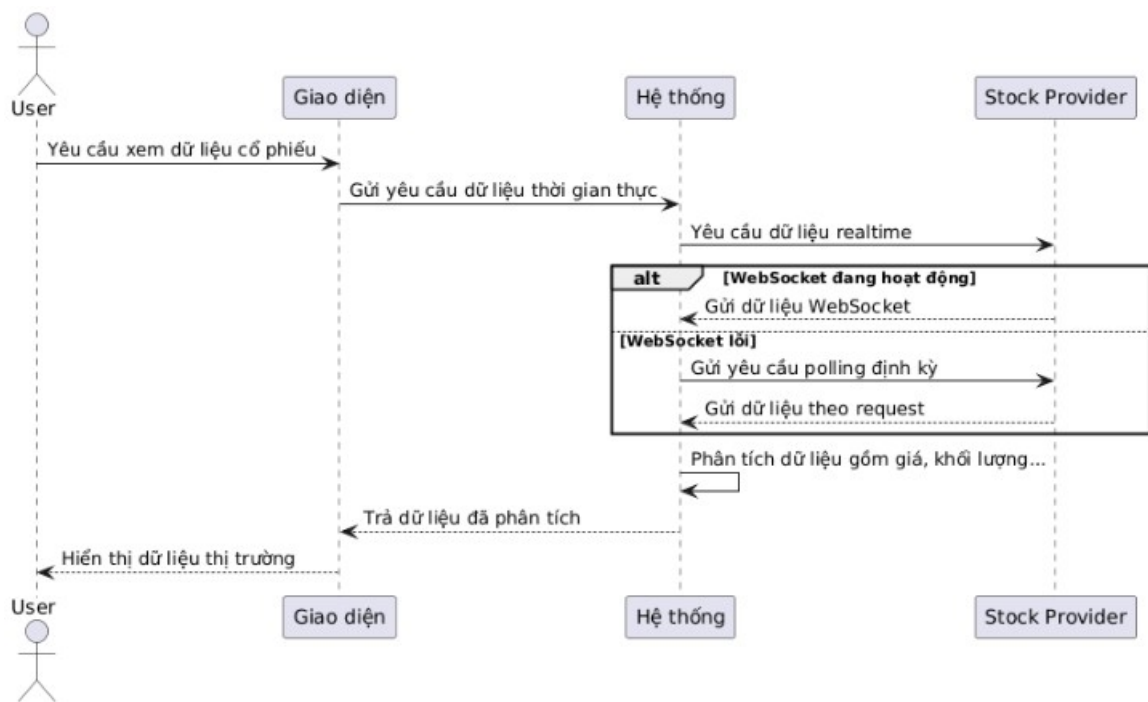 User
Giao diện
Hệ thống
Stock Provider
Yêu cầu xem dữ liệu cổ phiếu
Gửi yêu cầu dữ liệu thời gian thực
Yêu cầu dữ liệu realtime
alt
[WebSocket đang hoạt động]
Gửi dữ liệu WebSocket
[WebSocket lỗi]
Gửi yêu cầu polling định kỳ
Gửi dữ liệu theo request
Phân tích dữ liệu gồm giá, khối lượng...
Trả dữ liệu đã phân tích
Hiển thị dữ liệu thị trường
User
Giao diện
Hệ thống
Stock Provider